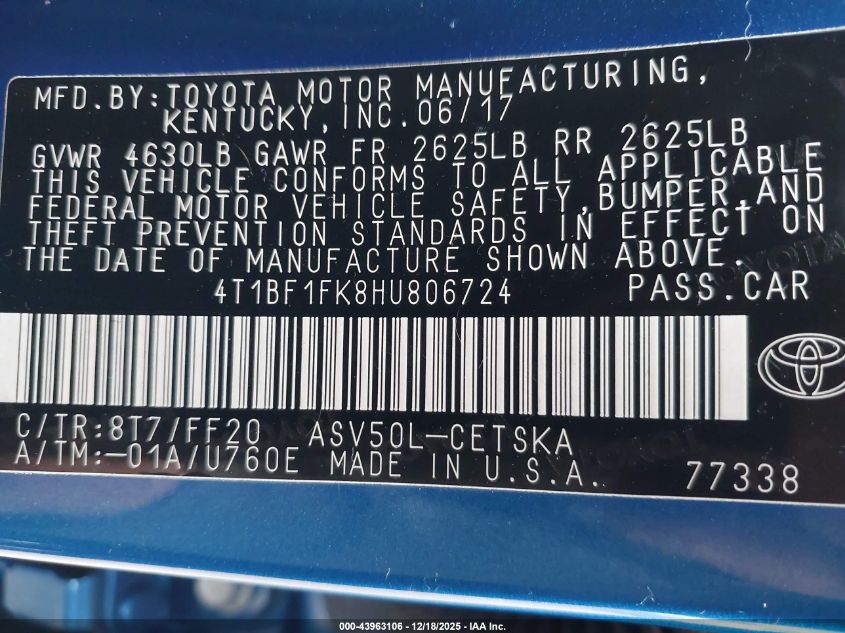 MFD.BY:TOYOTA MOTOR MANUFACTURING,
KENTUCKY,INC.06/17
GVWR 4630LB GAWR FR 2625LB RR 2625LB
THIS VEHICLE CONFORMS TO ALL APPLICABLE
FEDERAL MOTOR VEHICLE SAFETY,BUMPER,AND
THEFT PREVENTION STANDARDS IN EFFECT ON
THE DATE OF MANUFACTURE SHOWN ABOVE.
4T1BF1FK8HU806724 PASS.CAR
C/TR:8T7/FF20 ASV50L-CETSKA
A/TM:-01A/U760E MADE IN U.S.A. 77338
000-43963106 - 12/18/2025 - IAA Inc.